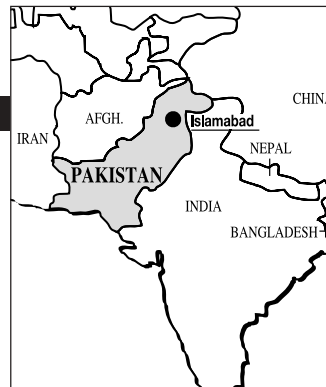 CHINA
AFGH.
Islamabad
IRAN
NEPAL
PAKISTAN
INDIA
BANGLADESH